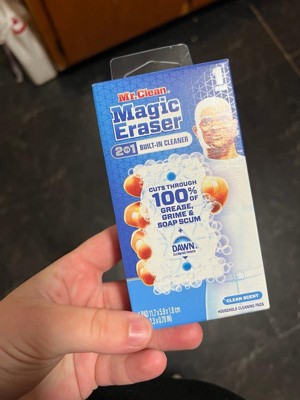 Mr.Clean
Magic
Eraser
2in1 BUILT-IN CLEANER
CUTS THROUGH
100%
OF
GREASE,
GRIME &
SOAP SCUM
+
DAWN
CLEAN SCENT
HOUSEHOLD CLEANING PADS